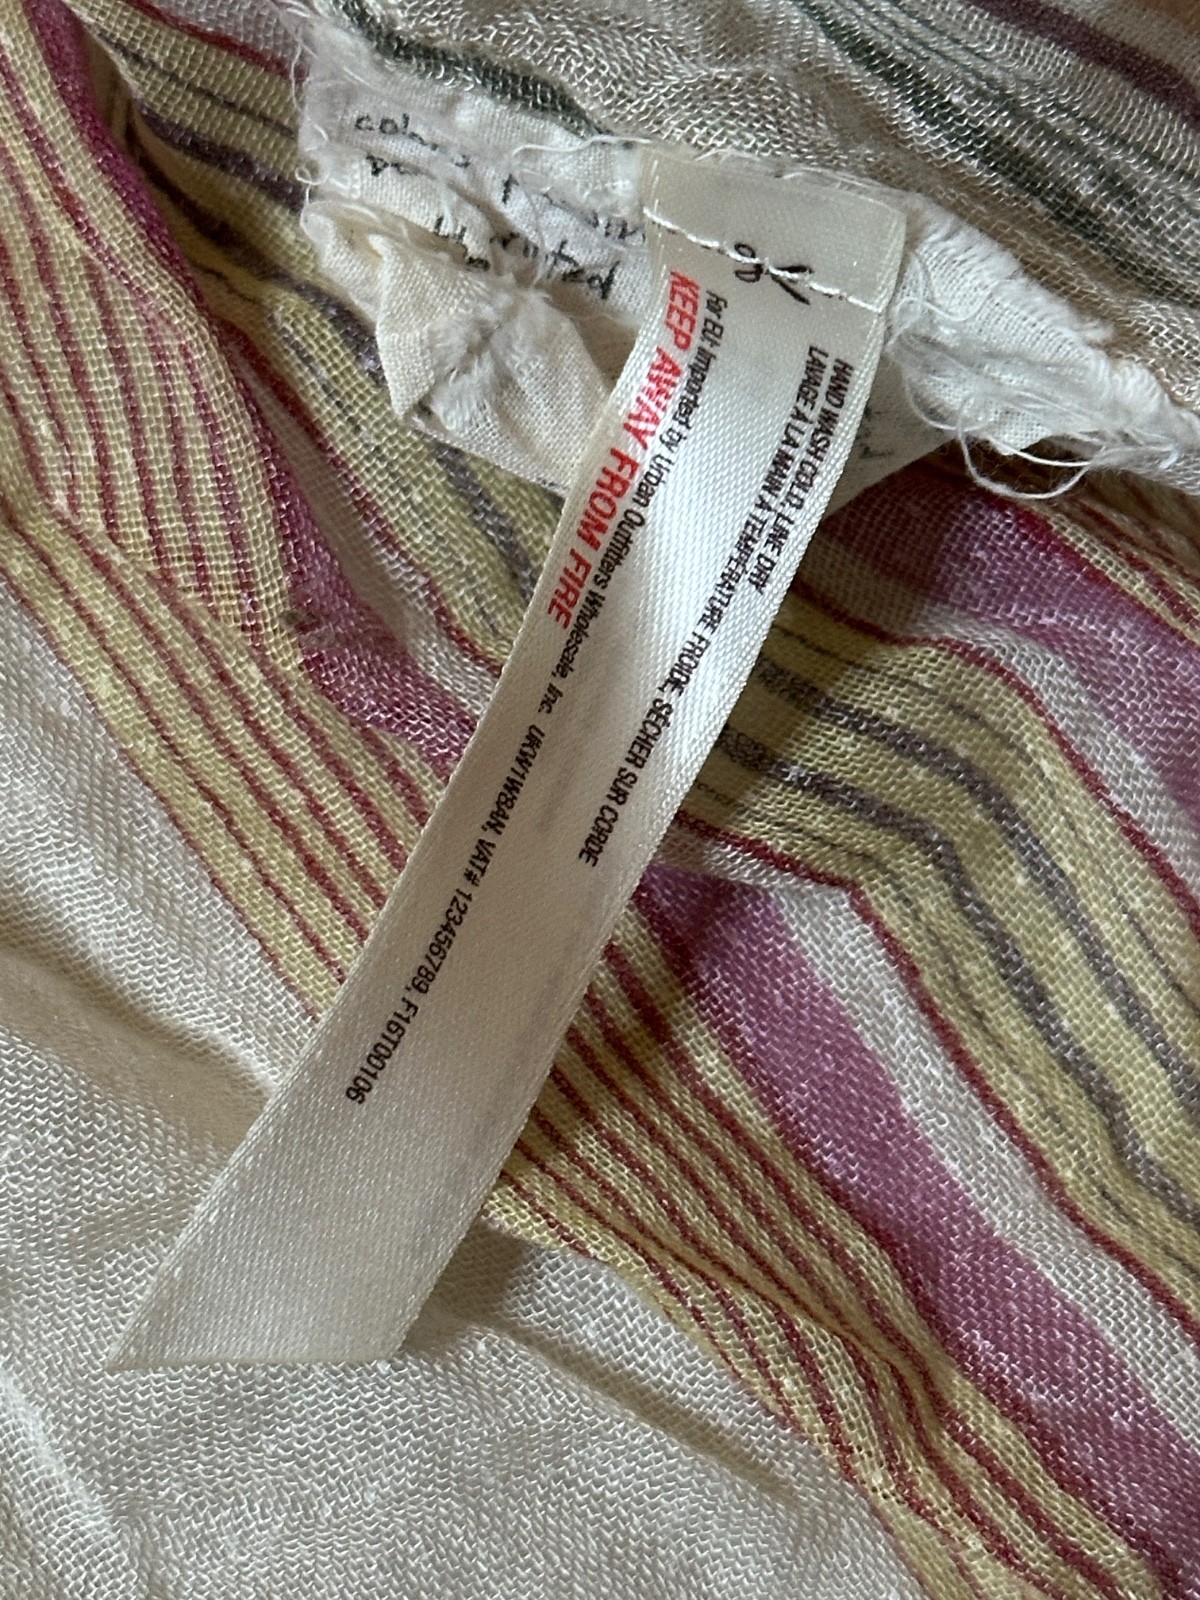 HAND WASH COLD. LINE DRY
LAVAGE A LA MAIN A TEMPERATURE FROIDE, SECHER SUR CORDE
KEEP AWAY FROM FIRE
For EU: Imported by Urban Outfitters Wholesale, Inc. UKW1W8AN, VAT# 123456789, F16T00106